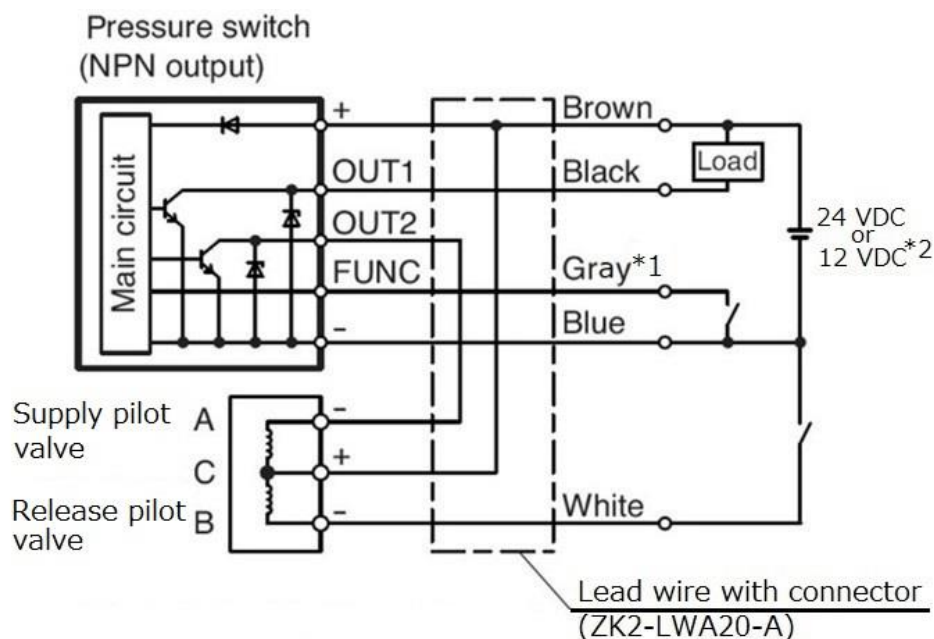 Pressure switch
(NPN output)
Main circuit
+
OUT1
OUT2
FUNC
-
Brown
Black
Gray*1
Blue
Load
24 VDC
or
12 VDC*2
Supply pilot
valve
A
-
C
+
Release pilot
valve
B
-
White
Lead wire with connector
(ZK2-LWA20-A)